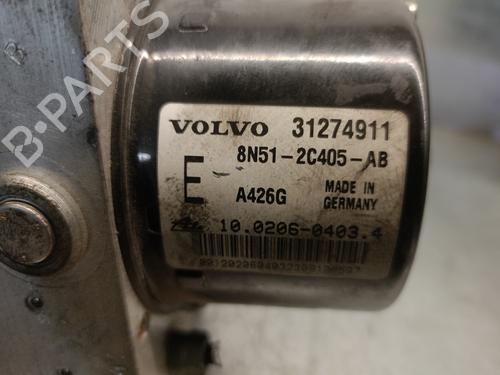 VOLVO 31274911
E 8N51-2C405-AB
A426G MADE IN GERMANY
10.0206-0403.4
B-PARTS